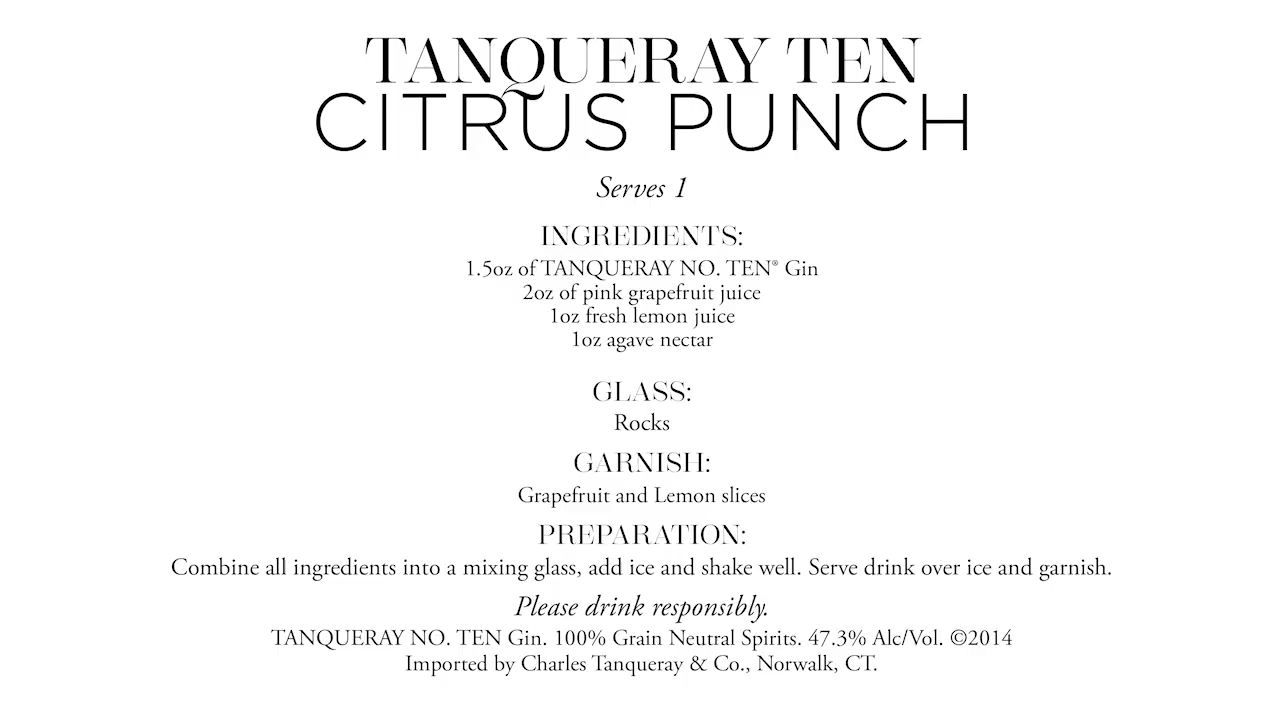 TANQUERAY TEN
CITRUS PUNCH
Serves 1
INGREDIENTS:
1.5oz of TANQUERAY NO. TEN® Gin
2oz of pink grapefruit juice
1oz fresh lemon juice
1oz agave nectar
GLASS:
Rocks
GARNISH:
Grapefruit and Lemon slices
PREPARATION:
Combine all ingredients into a mixing glass, add ice and shake well. Serve drink over ice and garnish.
Please drink responsibly.
TANQUERAY NO. TEN Gin. 100% Grain Neutral Spirits. 47.3% Alc/Vol. ©2014
Imported by Charles Tanqueray & Co., Norwalk, CT.